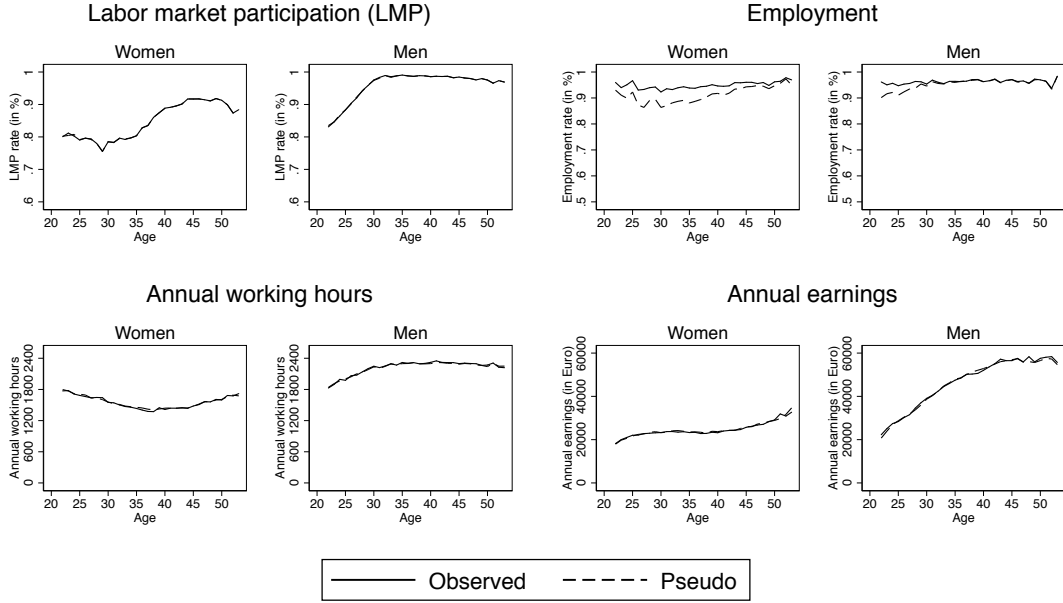 Labor market participation (LMP)
Women
LMP rate (in %)
1
.9
.8
.7
.6
20 25 30 35 40 45 50
Age
Men
LMP rate (in %)
1
.9
.8
.7
.6
20 25 30 35 40 45 50
Age
Employment
Women
Employment rate (in %)
1
.9
.8
.7
.6
.5
20 25 30 35 40 45 50
Age
Men
Employment rate (in %)
1
.9
.8
.7
.6
.5
20 25 30 35 40 45 50
Age
Annual working hours
Women
Annual working hours
2400
1800
1200
600
0
20 25 30 35 40 45 50
Age
Men
Annual working hours
2400
1800
1200
600
0
20 25 30 35 40 45 50
Age
Annual earnings
Women
Annual earnings (in Euro)
60000
40000
20000
0
20 25 30 35 40 45 50
Age
Men
Annual earnings (in Euro)
60000
40000
20000
0
20 25 30 35 40 45 50
Age
Observed Pseudo